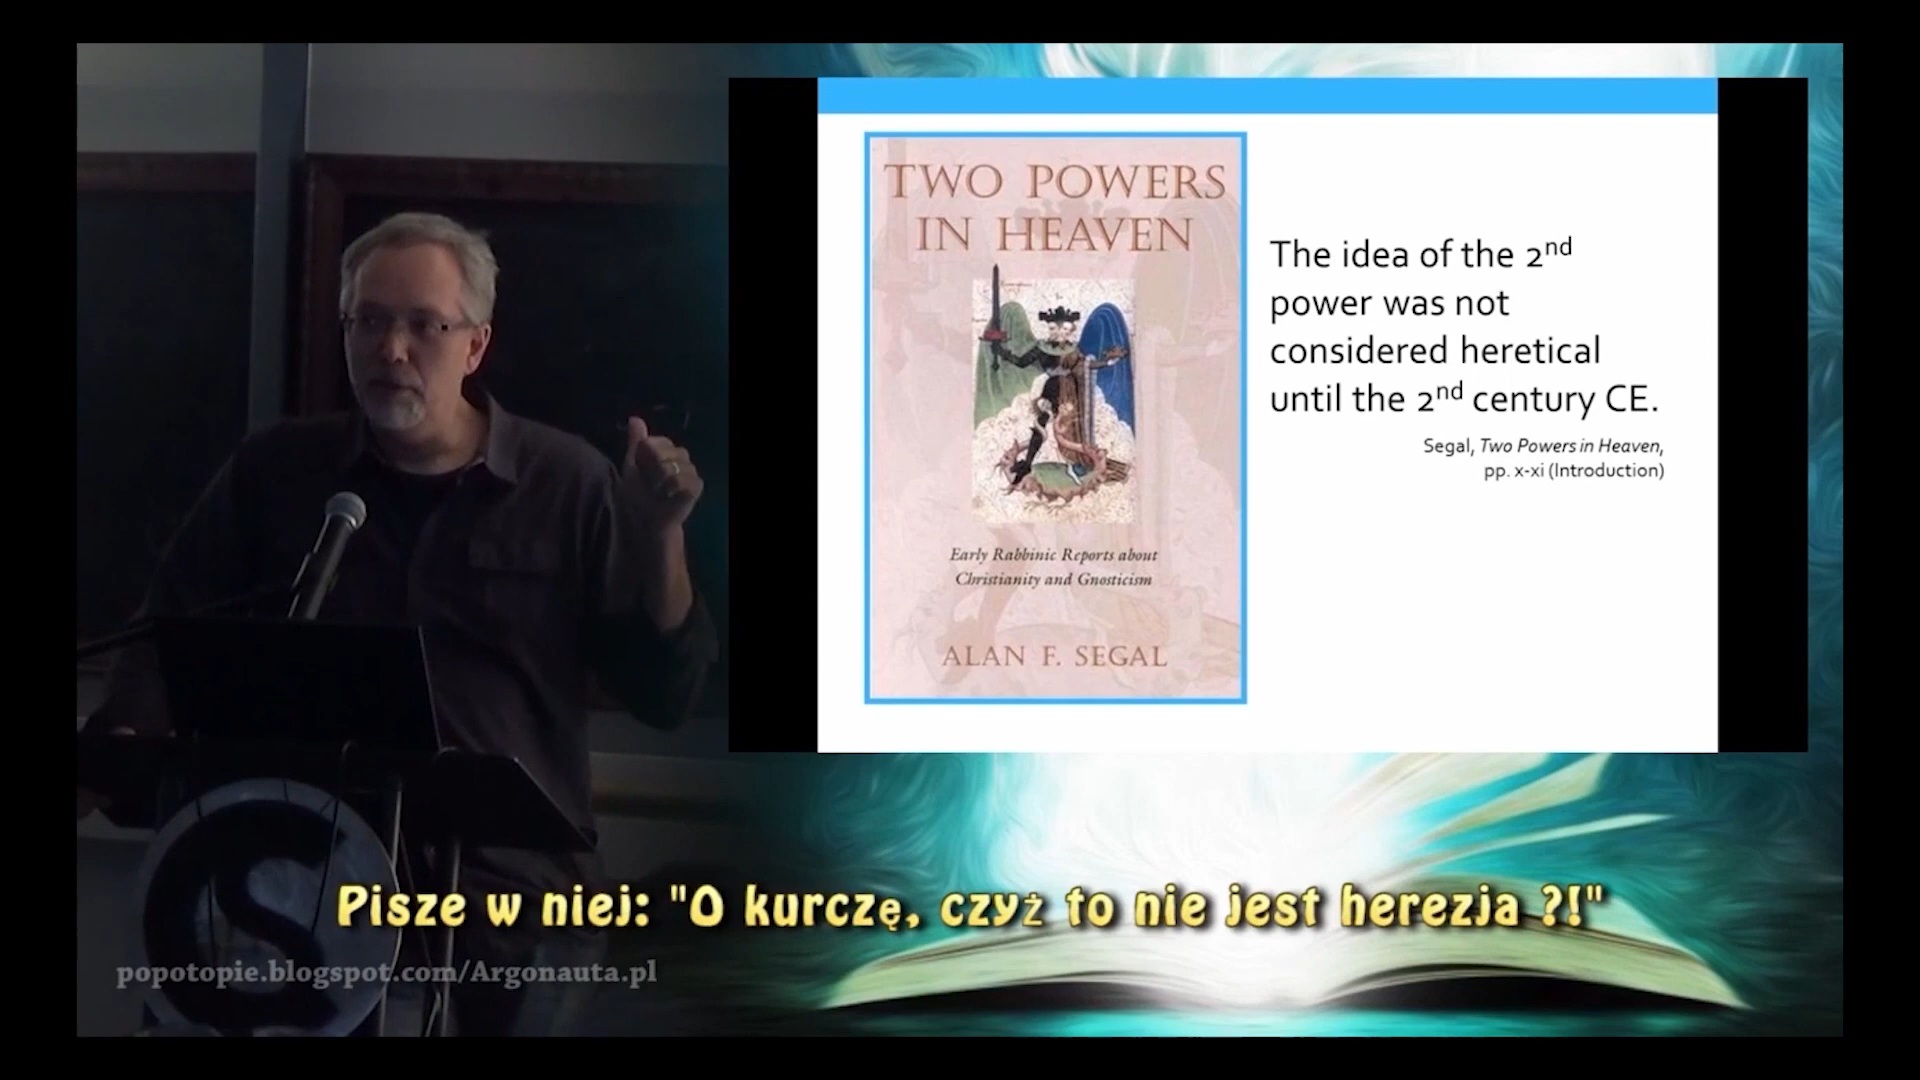 TWO POWERS
IN HEAVEN
Early Rabbinic Reports about
Christianity and Gnosticism
ALAN F. SEGAL
The idea of the 2nd
power was not
considered heretical
until the 2nd century CE.
Segal, Two Powers in Heaven,
pp. x-xi (Introduction)
S
Pisze w niej: "O kurczę, czyż to nie jest herezja ?!"
popotopie.blogspot.com/Argonauta.pl